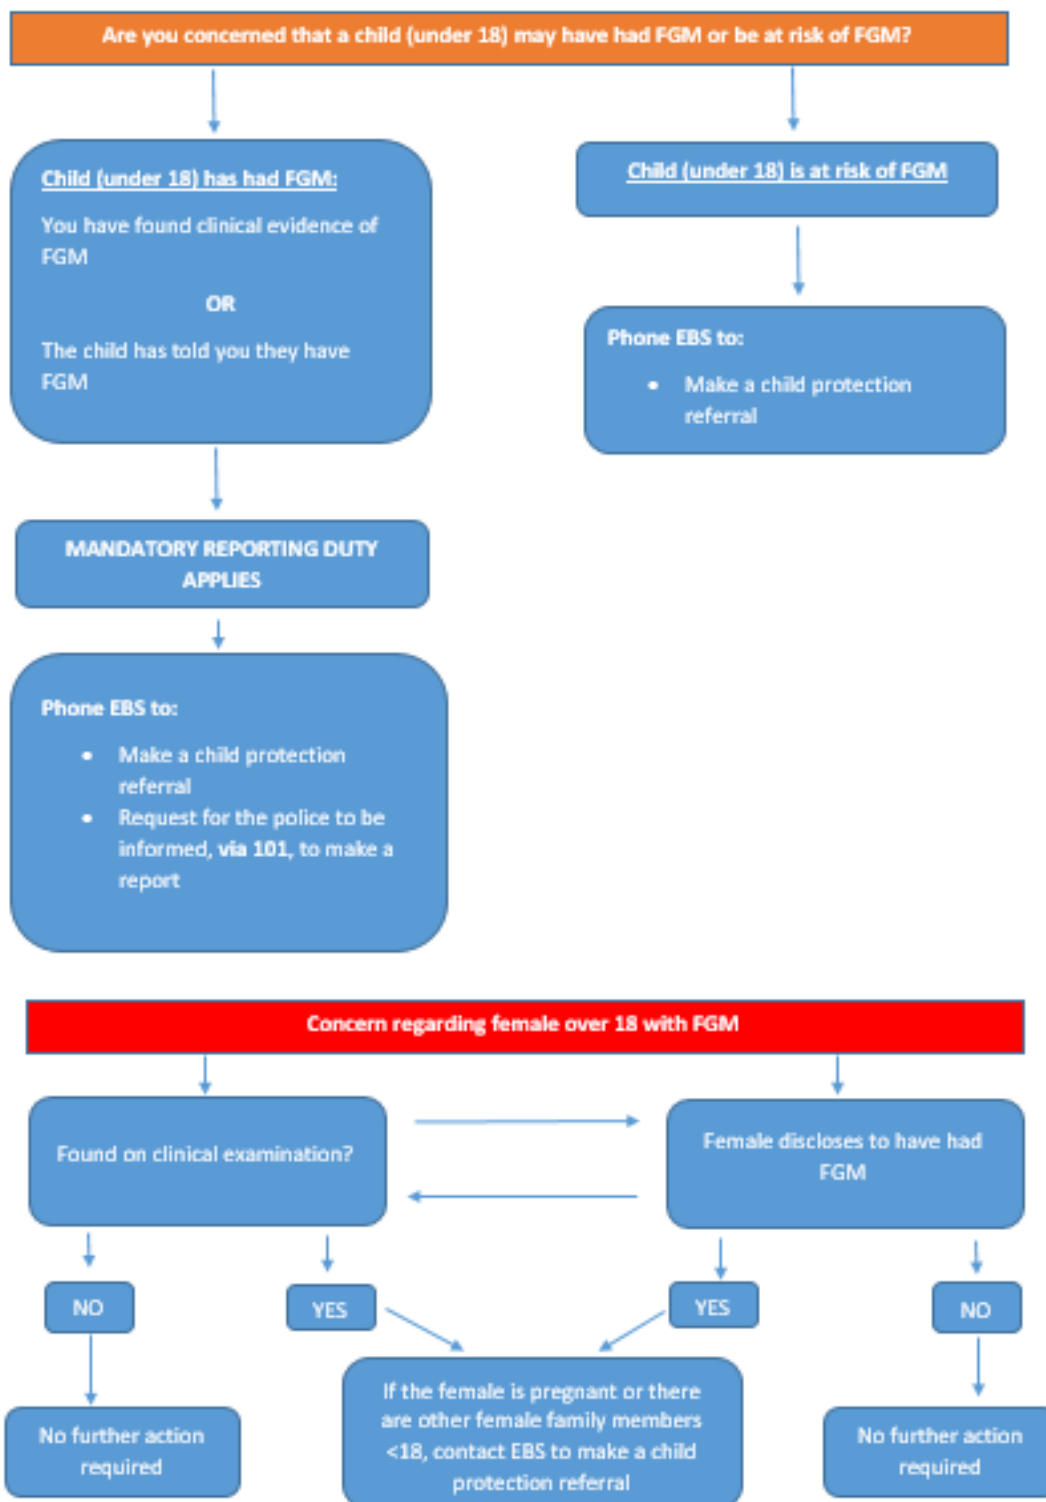 Are you concerned that a child (under 18) may have had FGM or be at risk of FGM?
Child (under 18) has had FGM:
You have found clinical evidence of
FGM
OR
The child has told you they have
FGM
Child (under 18) is at risk of FGM
Phone EBS to:
• Make a child protection
referral
MANDATORY REPORTING DUTY
APPLIES
Phone EBS to:
• Make a child protection
referral
• Request for the police to be
informed, via 101, to make a
report
Concern regarding female over 18 with FGM
Found on clinical examination?
Female discloses to have had
FGM
NO
YES
YES
NO
No further action
required
If the female is pregnant or there
are other female family members
<18, contact EBS to make a child
protection referral
No further action
required